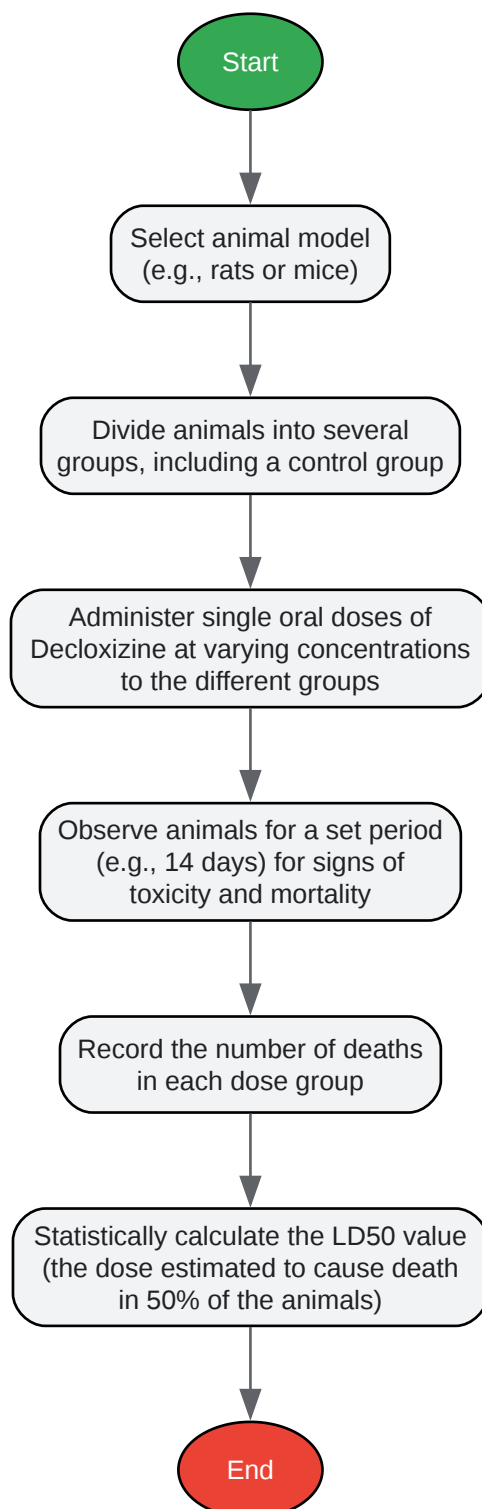 Start
Select animal model
(e.g., rats or mice)
Divide animals into several
groups, including a control group
Administer single oral doses of
Decloxizine at varying concentrations
to the different groups
Observe animals for a set period
(e.g., 14 days) for signs of
toxicity and mortality
Record the number of deaths
in each dose group
Statistically calculate the LD50 value
(the dose estimated to cause death
in 50% of the animals)
End